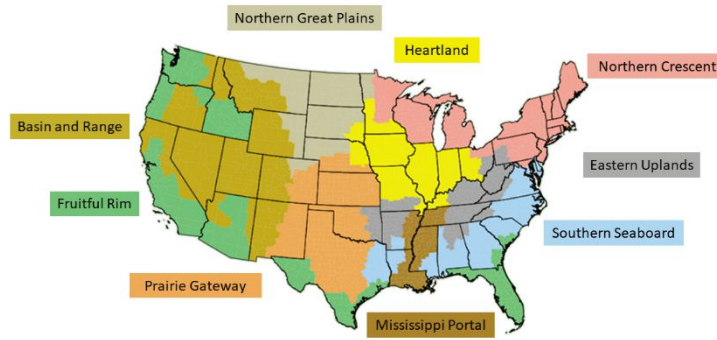 Northern Great Plains
Heartland
Northern Crescent
Basin and Range
Eastern Uplands
Fruitful Rim
Southern Seaboard
Prairie Gateway
Mississippi Portal